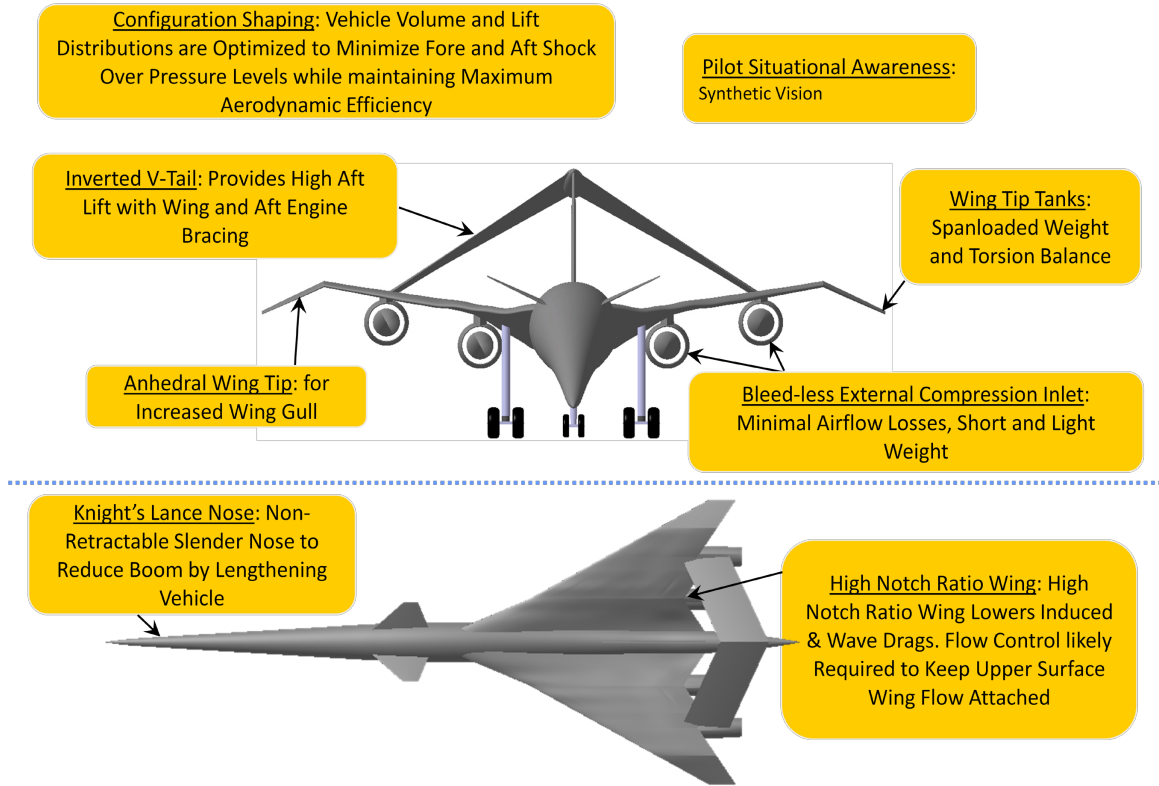 Configuration Shaping: Vehicle Volume and Lift
Distributions are Optimized to Minimize Fore and Aft Shock
Over Pressure Levels while maintaining Maximum
Aerodynamic Efficiency
Pilot Situational Awareness:
Synthetic Vision
Inverted V-Tail: Provides High Aft
Lift with Wing and Aft Engine
Bracing
Wing Tip Tanks:
Spanloaded Weight
and Torsion Balance
Anhedral Wing Tip: for
Increased Wing Gull
Bleed-less External Compression Inlet:
Minimal Airflow Losses, Short and Light
Weight
Knight’s Lance Nose: Non-
Retractable Slender Nose to
Reduce Boom by Lengthening
Vehicle
High Notch Ratio Wing: High
Notch Ratio Wing Lowers Induced
& Wave Drags. Flow Control likely
Required to Keep Upper Surface
Wing Flow Attached